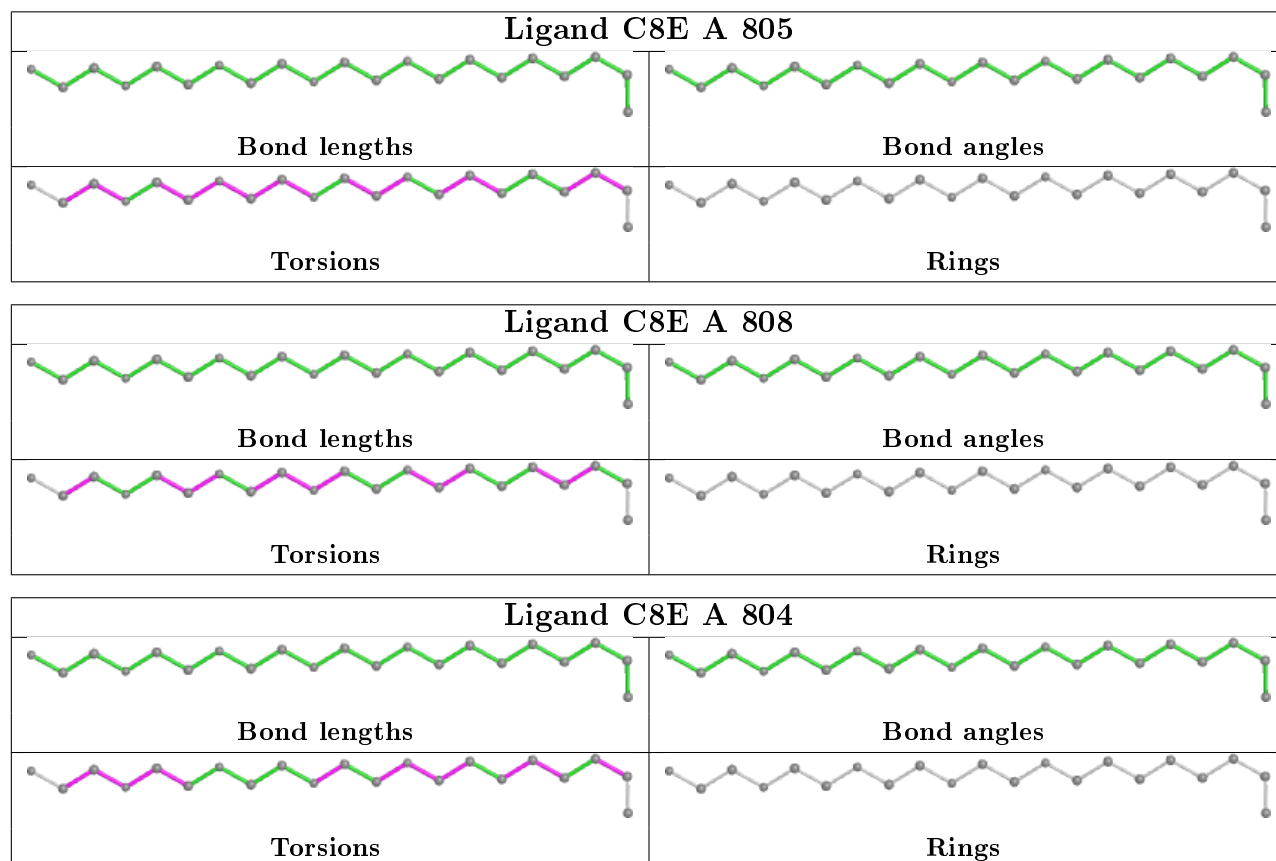 Ligand C8E A 805
Bond lengths
Bond angles
Torsions
Rings
Ligand C8E A 808
Bond lengths
Bond angles
Torsions
Rings
Ligand C8E A 804
Bond lengths
Bond angles
Torsions
Rings